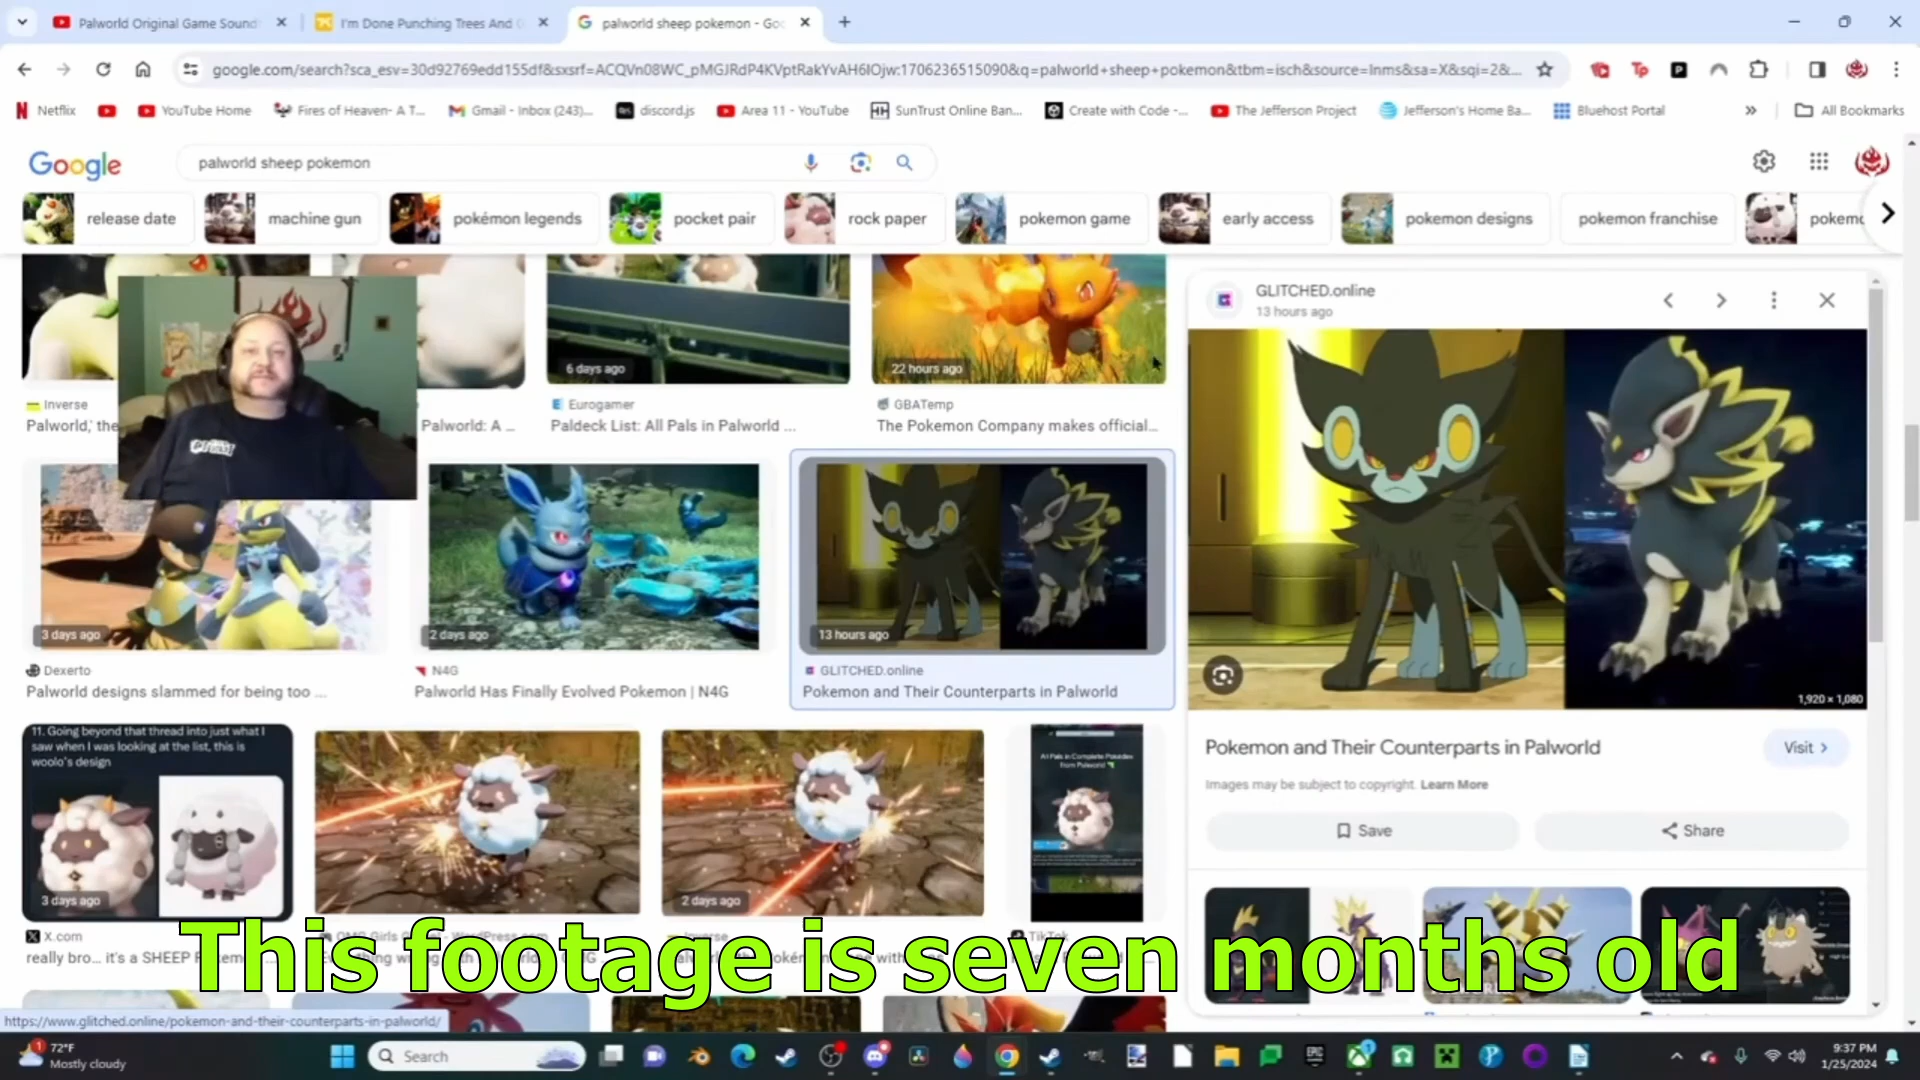 Palworld Original Game Sound
I'm Done Punching Trees And
palworld sheep pokemon - Goo
google.com/search?sca_esv=30d92769edd155df&sxsrf=ACQVn08WC_pMGJRdP4KVptRakYvAH6IOjw:1706236515090&q=palworld+sheep+pokemon&tbm=isch&source=lnms&sa=X&sqi=2&...
Netflix
YouTube Home
Fires of Heaven- A T...
Gmail - Inbox (243)...
discord.js
Area 11 - YouTube
SunTrust Online Ban...
Create with Code -...
The Jefferson Project
Jefferson's Home Ba...
Bluehost Portal
All Bookmarks
Google
palworld sheep pokemon
release date
machine gun
pokémon legends
pocket pair
rock paper
pokemon game
early access
pokemon designs
pokemon franchise
pokemo
6 days ago
22 hours ago
Inverse
Palworld,' the
Palworld: A ...
Eurogamer
Paldeck List: All Pals in Palworld ...
GBATemp
The Pokemon Company makes official...
3 days ago
2 days ago
13 hours ago
Dexerto
Palworld designs slammed for being too ...
N4G
Palworld Has Finally Evolved Pokemon | N4G
GLITCHED.online
Pokemon and Their Counterparts in Palworld
11. Going beyond that thread into just what I
saw when I was looking at the list, this is
woolo's design
3 days ago
2 days ago
X.com
really bro... it's a SHEEP
TikTok
GLITCHED.online
13 hours ago
1,920 × 1,080
Pokemon and Their Counterparts in Palworld
Visit
Images may be subject to copyright. Learn More
Save
Share
This footage is seven months old
https://www.glitched.online/pokemon-and-their-counterparts-in-palworld/
72°F
Mostly cloudy
Search
9:37 PM
1/25/2024